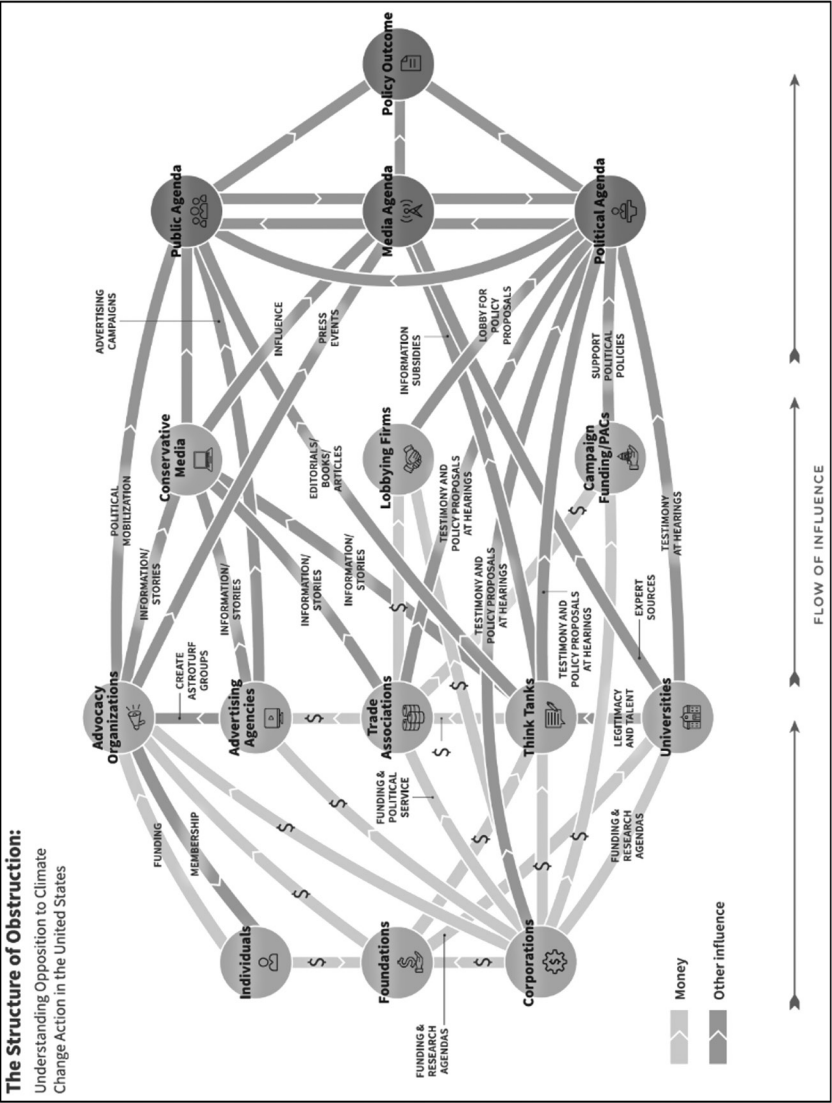 The Structure of Obstruction:
Understanding Opposition to Climate
Change Action in the United States
Individuals
Foundations
Corporations
FUNDING
MEMBERSHIP
$
$
$
$
$
$
$
$
$
FUNDING &
RESEARCH
AGENDAS
FUNDING &
POLITICAL
SERVICE
FUNDING &
RESEARCH
AGENDAS
Advocacy
Organizations
Advertising
Agencies
Trade
Associations
Think Tanks
Universities
CREATE
ASTROTURF
GROUPS
$
$
LEGITIMACY
AND TALENT
$
$
$
POLITICAL
MOBILIZATION
INFORMATION/
STORIES
INFORMATION/
STORIES
INFORMATION/
STORIES
INFORMATION/
STORIES
TESTIMONY AND
POLICY PROPOSALS
AT HEARINGS
TESTIMONY AND
POLICY PROPOSALS
AT HEARINGS
TESTIMONY AND
POLICY PROPOSALS
AT HEARINGS
EXPERT
SOURCES
TESTIMONY
AT HEARINGS
Conservative
Media
Lobbying Firms
Campaign
Funding/PACs
EDITORIALS/
BOOKS/
ARTICLES
ADVERTISING
CAMPAIGNS
INFLUENCE
PRESS
EVENTS
INFORMATION
SUBSIDIES
LOBBY FOR
POLICY
PROPOSALS
SUPPORT
POLITICAL
POLICIES
Public Agenda
Media Agenda
Political Agenda
Policy Outcome
Money
Other influence
FLOW OF INFLUENCE